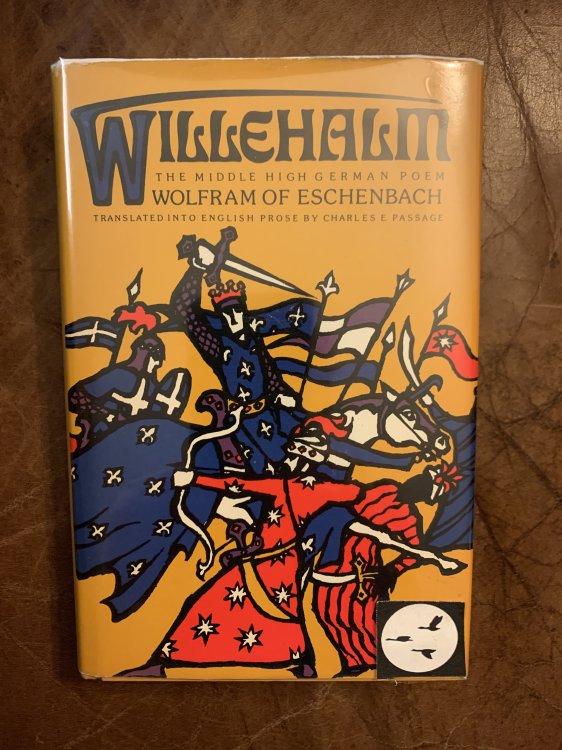 WILLEHALM
THE MIDDLE HIGH GERMAN POEM
WOLFRAM OF ESCHENBACH
TRANSLATED INTO ENGLISH PROSE BY CHARLES E. PASSAGE